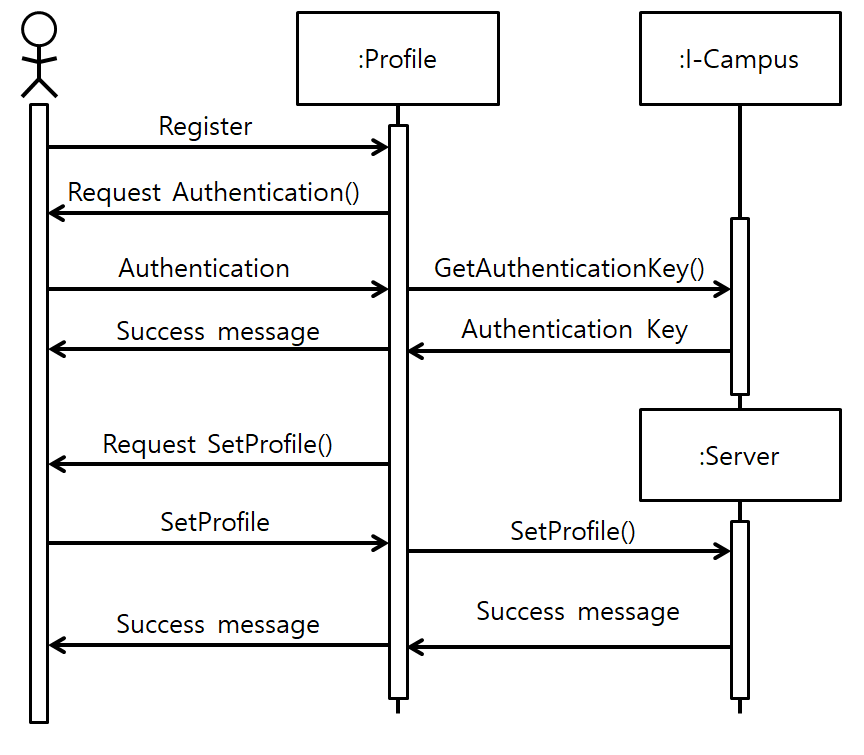 :Profile
:I-Campus
Register
Request Authentication()
Authentication
GetAuthenticationKey()
Success message
Authentication Key
Request SetProfile()
:Server
SetProfile
SetProfile()
Success message
Success message